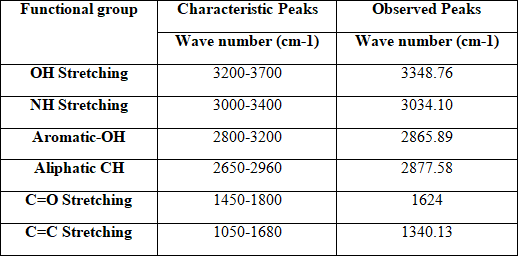 Functional group Characteristic Peaks Observed Peaks
Wave number (cm-1) Wave number (cm-1)
OH Stretching 3200-3700 3348.76
NH Stretching 3000-3400 3034.10
Aromatic-OH 2800-3200 2865.89
Aliphatic CH 2650-2960 2877.58
C=O Stretching 1450-1800 1624
C=C Stretching 1050-1680 1340.13